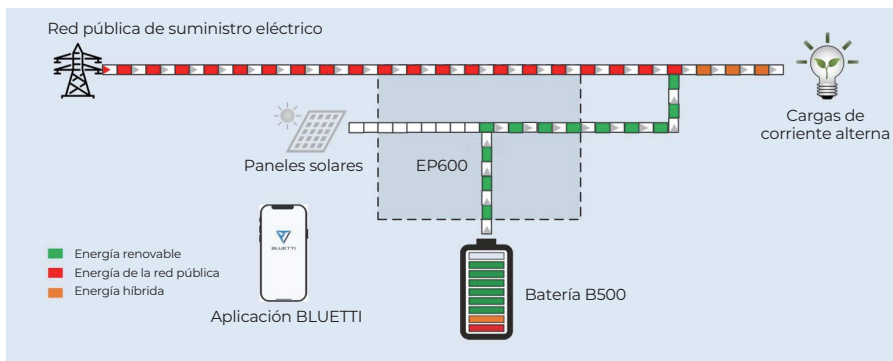 Red pública de suministro eléctrico
Cargas de
corriente alterna
Paneles solares
EP600
BLUETTI
Energía renovable
Energía de la red pública
Energía híbrida
Batería B500
Aplicación BLUETTI